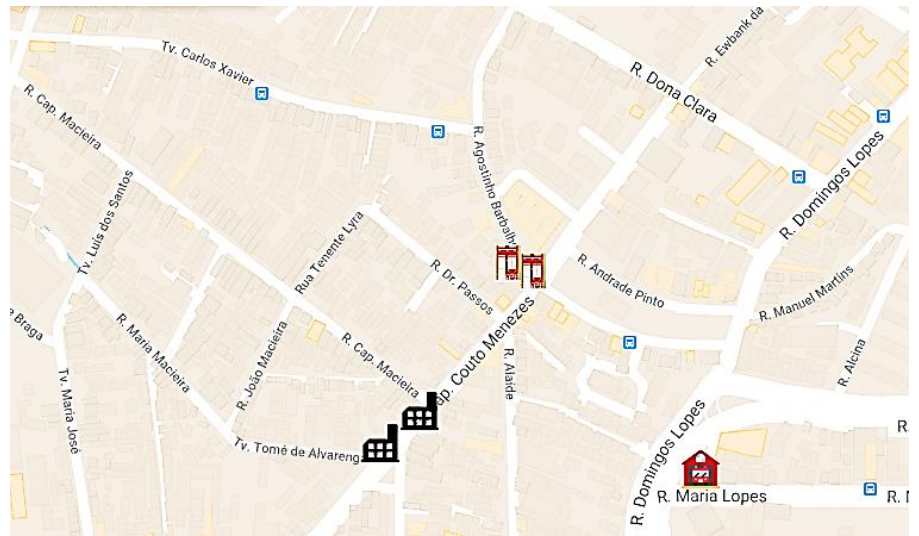 Tv. Carlos Xavier
R. Ewbank da
R. Dona Clara
R. Cap. Macieira
R. Agostinho Barbalh
R. Domingos Lopes
Tv. Luís dos Santos
Rua Tenente Lyra
R. Dr. Passos
R. Andrade Pinto
R. Manuel Martins
e Braga
R. Maria Macieira
R. João Macieira
R. Cap. Macieira
ap. Couto Menezes
R. Alaíde
R. Alcina
Tv. Maria José
Tv. Tomé de Alvareng
R. Domingos Lopes
R.
R. Maria Lopes
R. M